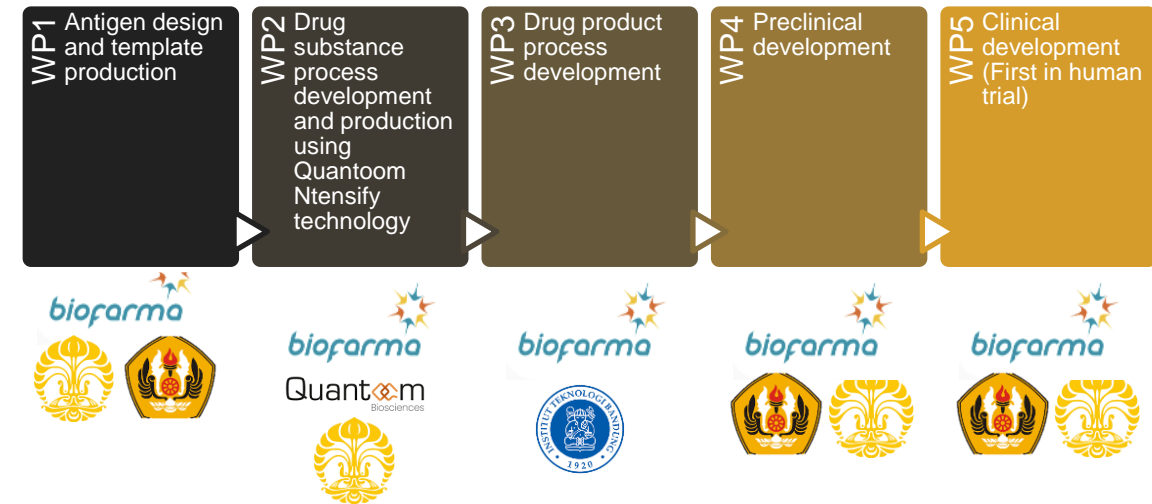 WP1
Antigen design
and template
production
WP2
Drug
substance
process
development
and production
using
Quantoom
Ntensify
technology
WP3
Drug product
process
development
WP4
Preclinical
development
WP5
Clinical
development
(First in human
trial)
biofarma
biofarma
Quantoom
Biosciences
biofarma
INSTITUT TEKNOLOGI BANDUNG
1920
biofarma
biofarma